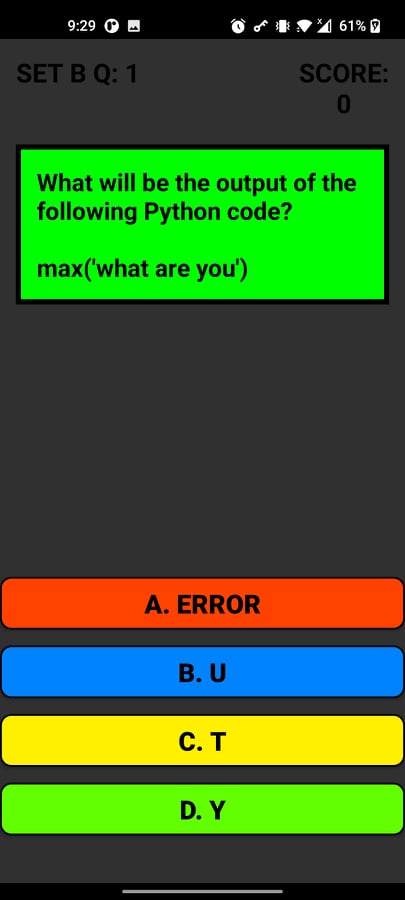 9:29
61%
SET B Q: 1
SCORE:
0
What will be the output of the
following Python code?
max('what are you')
A. ERROR
B. U
C. T
D. Y